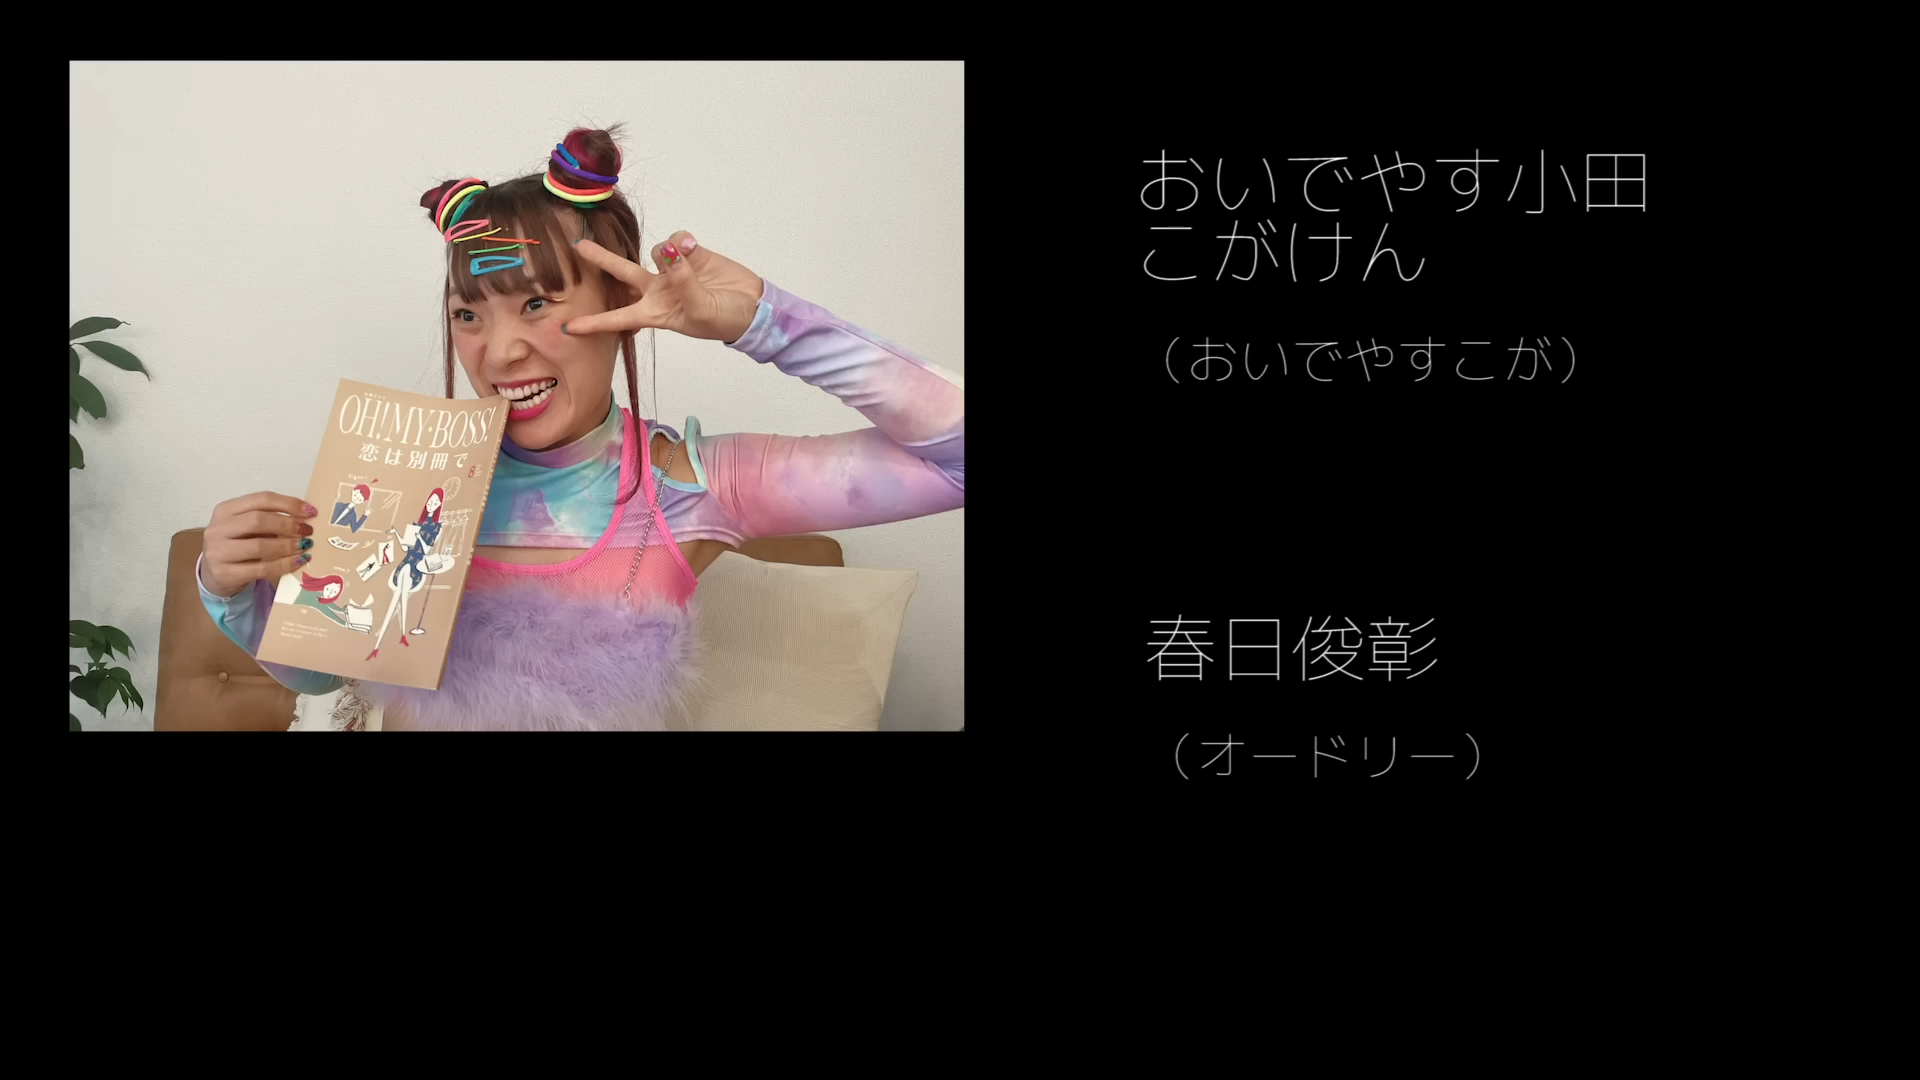 OH! MY・BOSS!
恋は別冊で
8
おいでやす小田
こがけん
（おいでやすこが）
春日俊彰
（オードリー）